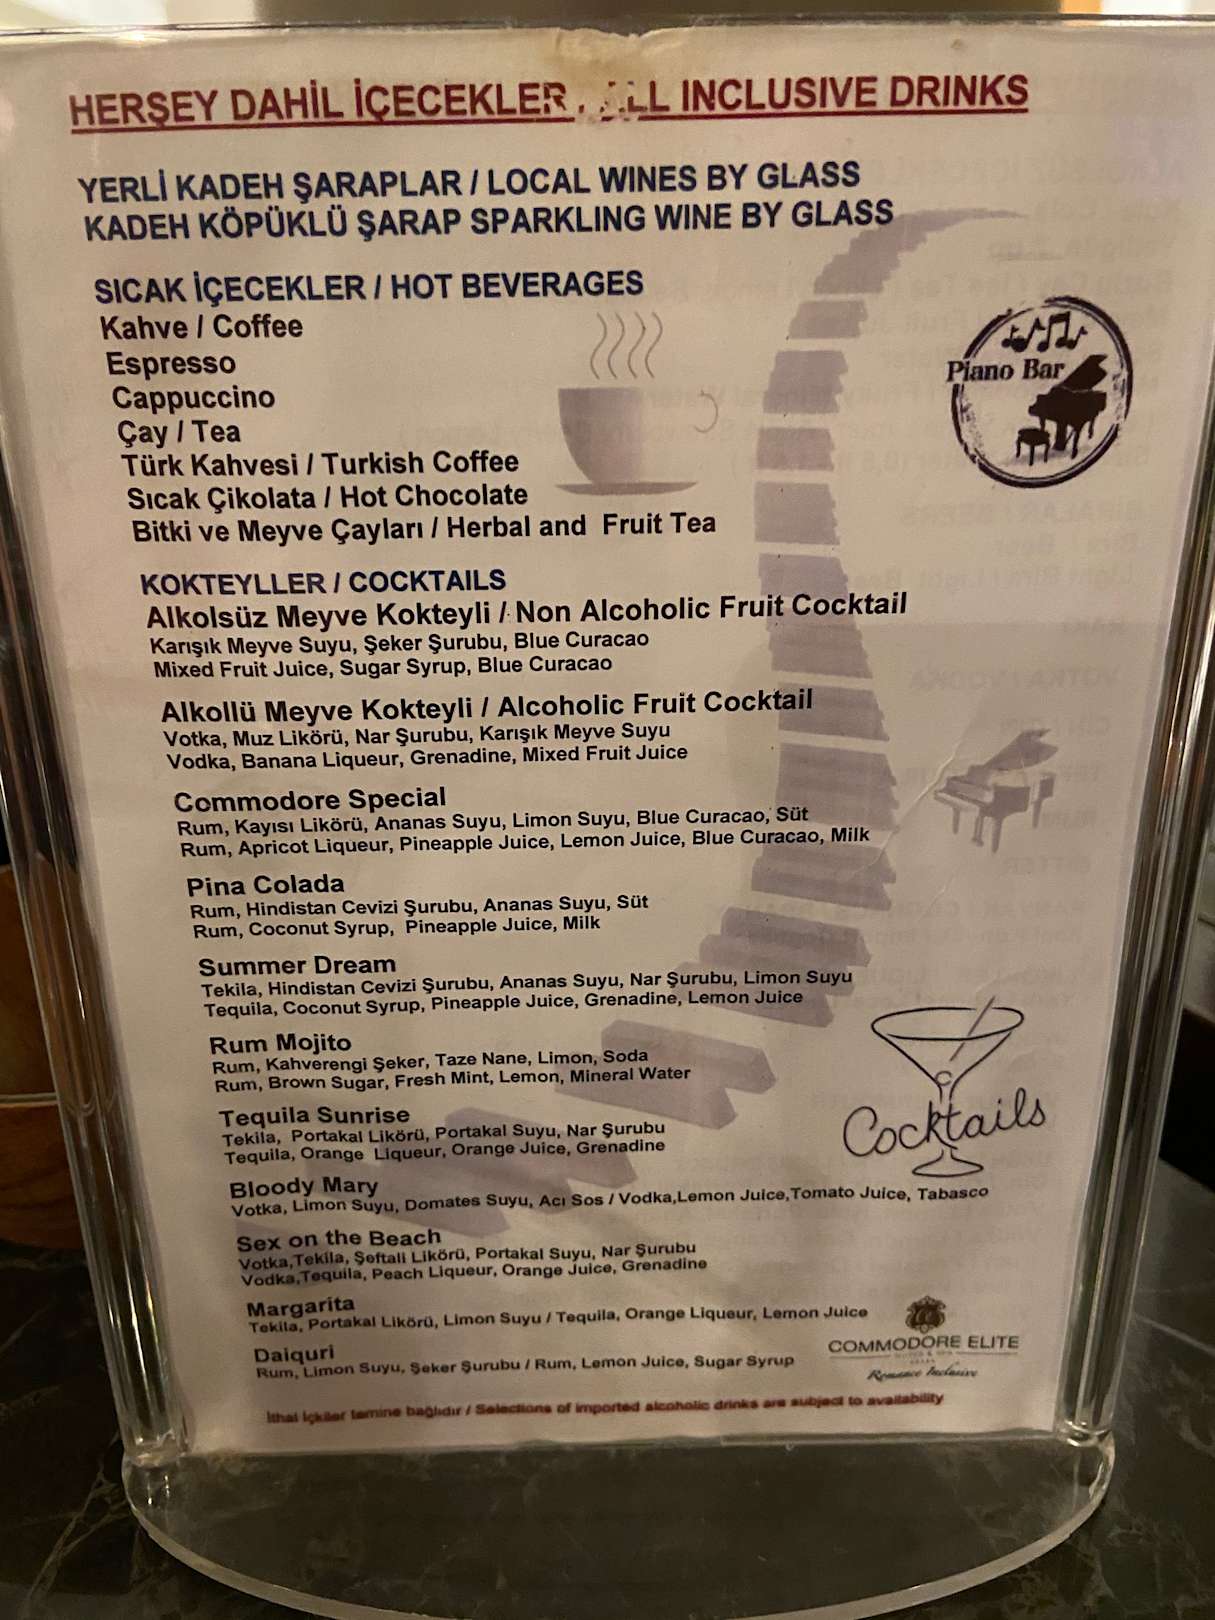 HERŞEY DAHİL İÇECEKLER ALL INCLUSIVE DRINKS
YERLİ KADEH ŞARAPLAR / LOCAL WINES BY GLASS
KADEH KÖPÜKLÜ ŞARAP SPARKLING WINE BY GLASS
SICAK İÇECEKLER / HOT BEVERAGES
Kahve / Coffee
Espresso
Cappuccino
Çay / Tea
Türk Kahvesi / Turkish Coffee
Sıcak Çikolata / Hot Chocolate
Bitki ve Meyve Çayları / Herbal and Fruit Tea
Piano Bar
KOKTEYLLER / COCKTAILS
Alkolsüz Meyve Kokteyli / Non Alcoholic Fruit Cocktail
Karışık Meyve Suyu, Şeker Şurubu, Blue Curacao
Mixed Fruit Juice, Sugar Syrup, Blue Curacao
Alkollü Meyve Kokteyli / Alcoholic Fruit Cocktail
Votka, Muz Likörü, Nar Şurubu, Karışık Meyve Suyu
Vodka, Banana Liqueur, Grenadine, Mixed Fruit Juice
Commodore Special
Rum, Kayısı Likörü, Ananas Suyu, Limon Suyu, Blue Curacao, Süt
Rum, Apricot Liqueur, Pineapple Juice, Lemon Juice, Blue Curacao, Milk
Pina Colada
Rum, Hindistan Cevizi Şurubu, Ananas Suyu, Süt
Rum, Coconut Syrup, Pineapple Juice, Milk
Summer Dream
Tekila, Hindistan Cevizi Şurubu, Ananas Suyu, Nar Şurubu, Limon Suyu
Tequila, Coconut Syrup, Pineapple Juice, Grenadine, Lemon Juice
Rum Mojito
Rum, Kahverengi Şeker, Taze Nane, Limon, Soda
Rum, Brown Sugar, Fresh Mint, Lemon, Mineral Water
Tequila Sunrise
Tekila, Portakal Likörü, Portakal Suyu, Nar Şurubu
Tequila, Orange Liqueur, Orange Juice, Grenadine
Cocktails
Bloody Mary
Votka, Limon Suyu, Domates Suyu, Acı Sos / Vodka,Lemon Juice,Tomato Juice, Tabasco
Sex on the Beach
Votka,Tekila, Şeftali Likörü, Portakal Suyu, Nar Şurubu
Vodka,Tequila, Peach Liqueur, Orange Juice, Grenadine
Margarita
Tekila, Portakal Likörü, Limon Suyu / Tequila, Orange Liqueur, Lemon Juice
Daiquri
Rum, Limon Suyu, Şeker Şurubu / Rum, Lemon Juice, Sugar Syrup
COMMODORE ELITE
Romance Inclusive
İthal İçkiler temine bağlıdır / Selections of imported alcoholic drinks are subject to availability